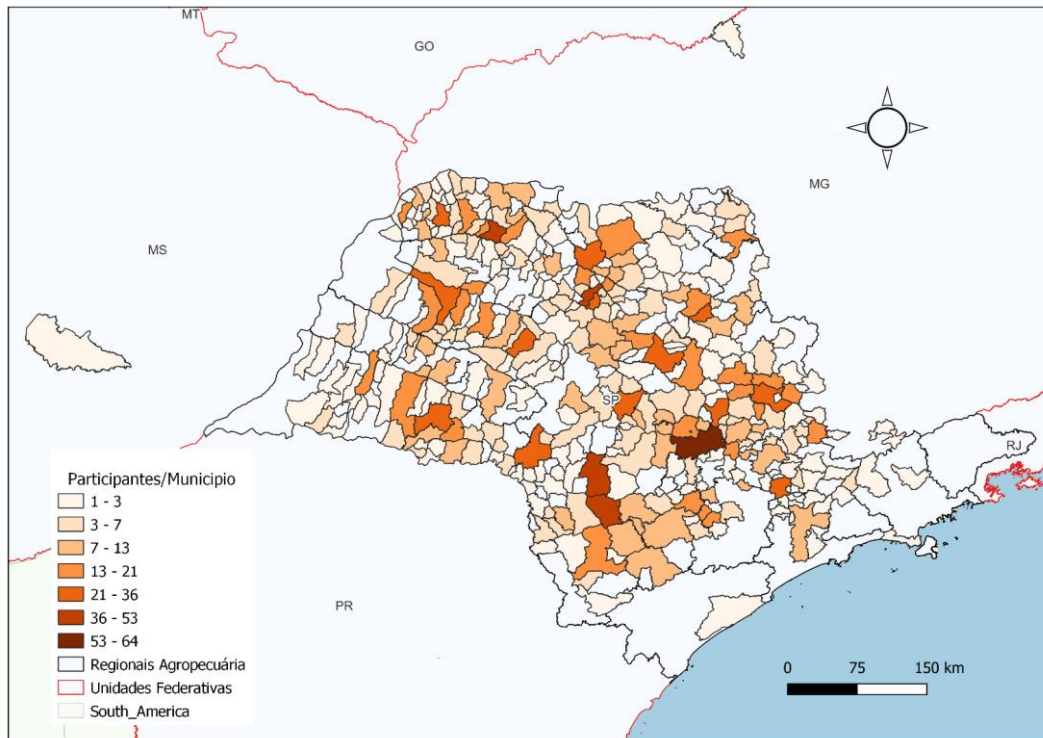 MT
GO
MG
MS
SP
RJ
PR
Participantes/Municipio
1 - 3
3 - 7
7 - 13
13 - 21
21 - 36
36 - 53
53 - 64
Regionais Agropecuária
Unidades Federativas
South_America
0 75 150 km